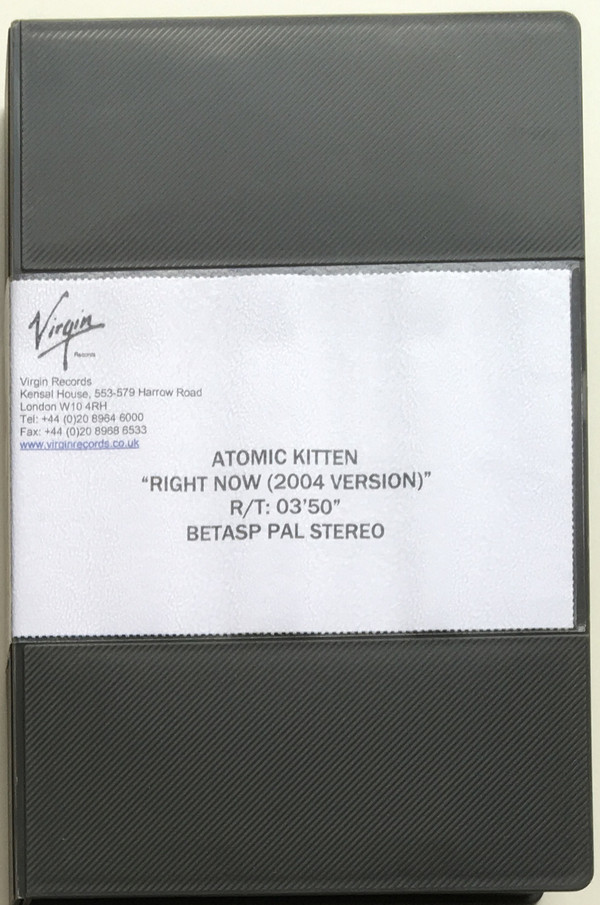 Virgin
Records
Virgin Records
Kensal House, 553-579 Harrow Road
London W10 4RH
Tel: +44 (0)20 8964 6000
Fax: +44 (0)20 8968 6533
www.virginrecords.co.uk
ATOMIC KITTEN
“RIGHT NOW (2004 VERSION)”
R/T: 03’50”
BETASP PAL STEREO